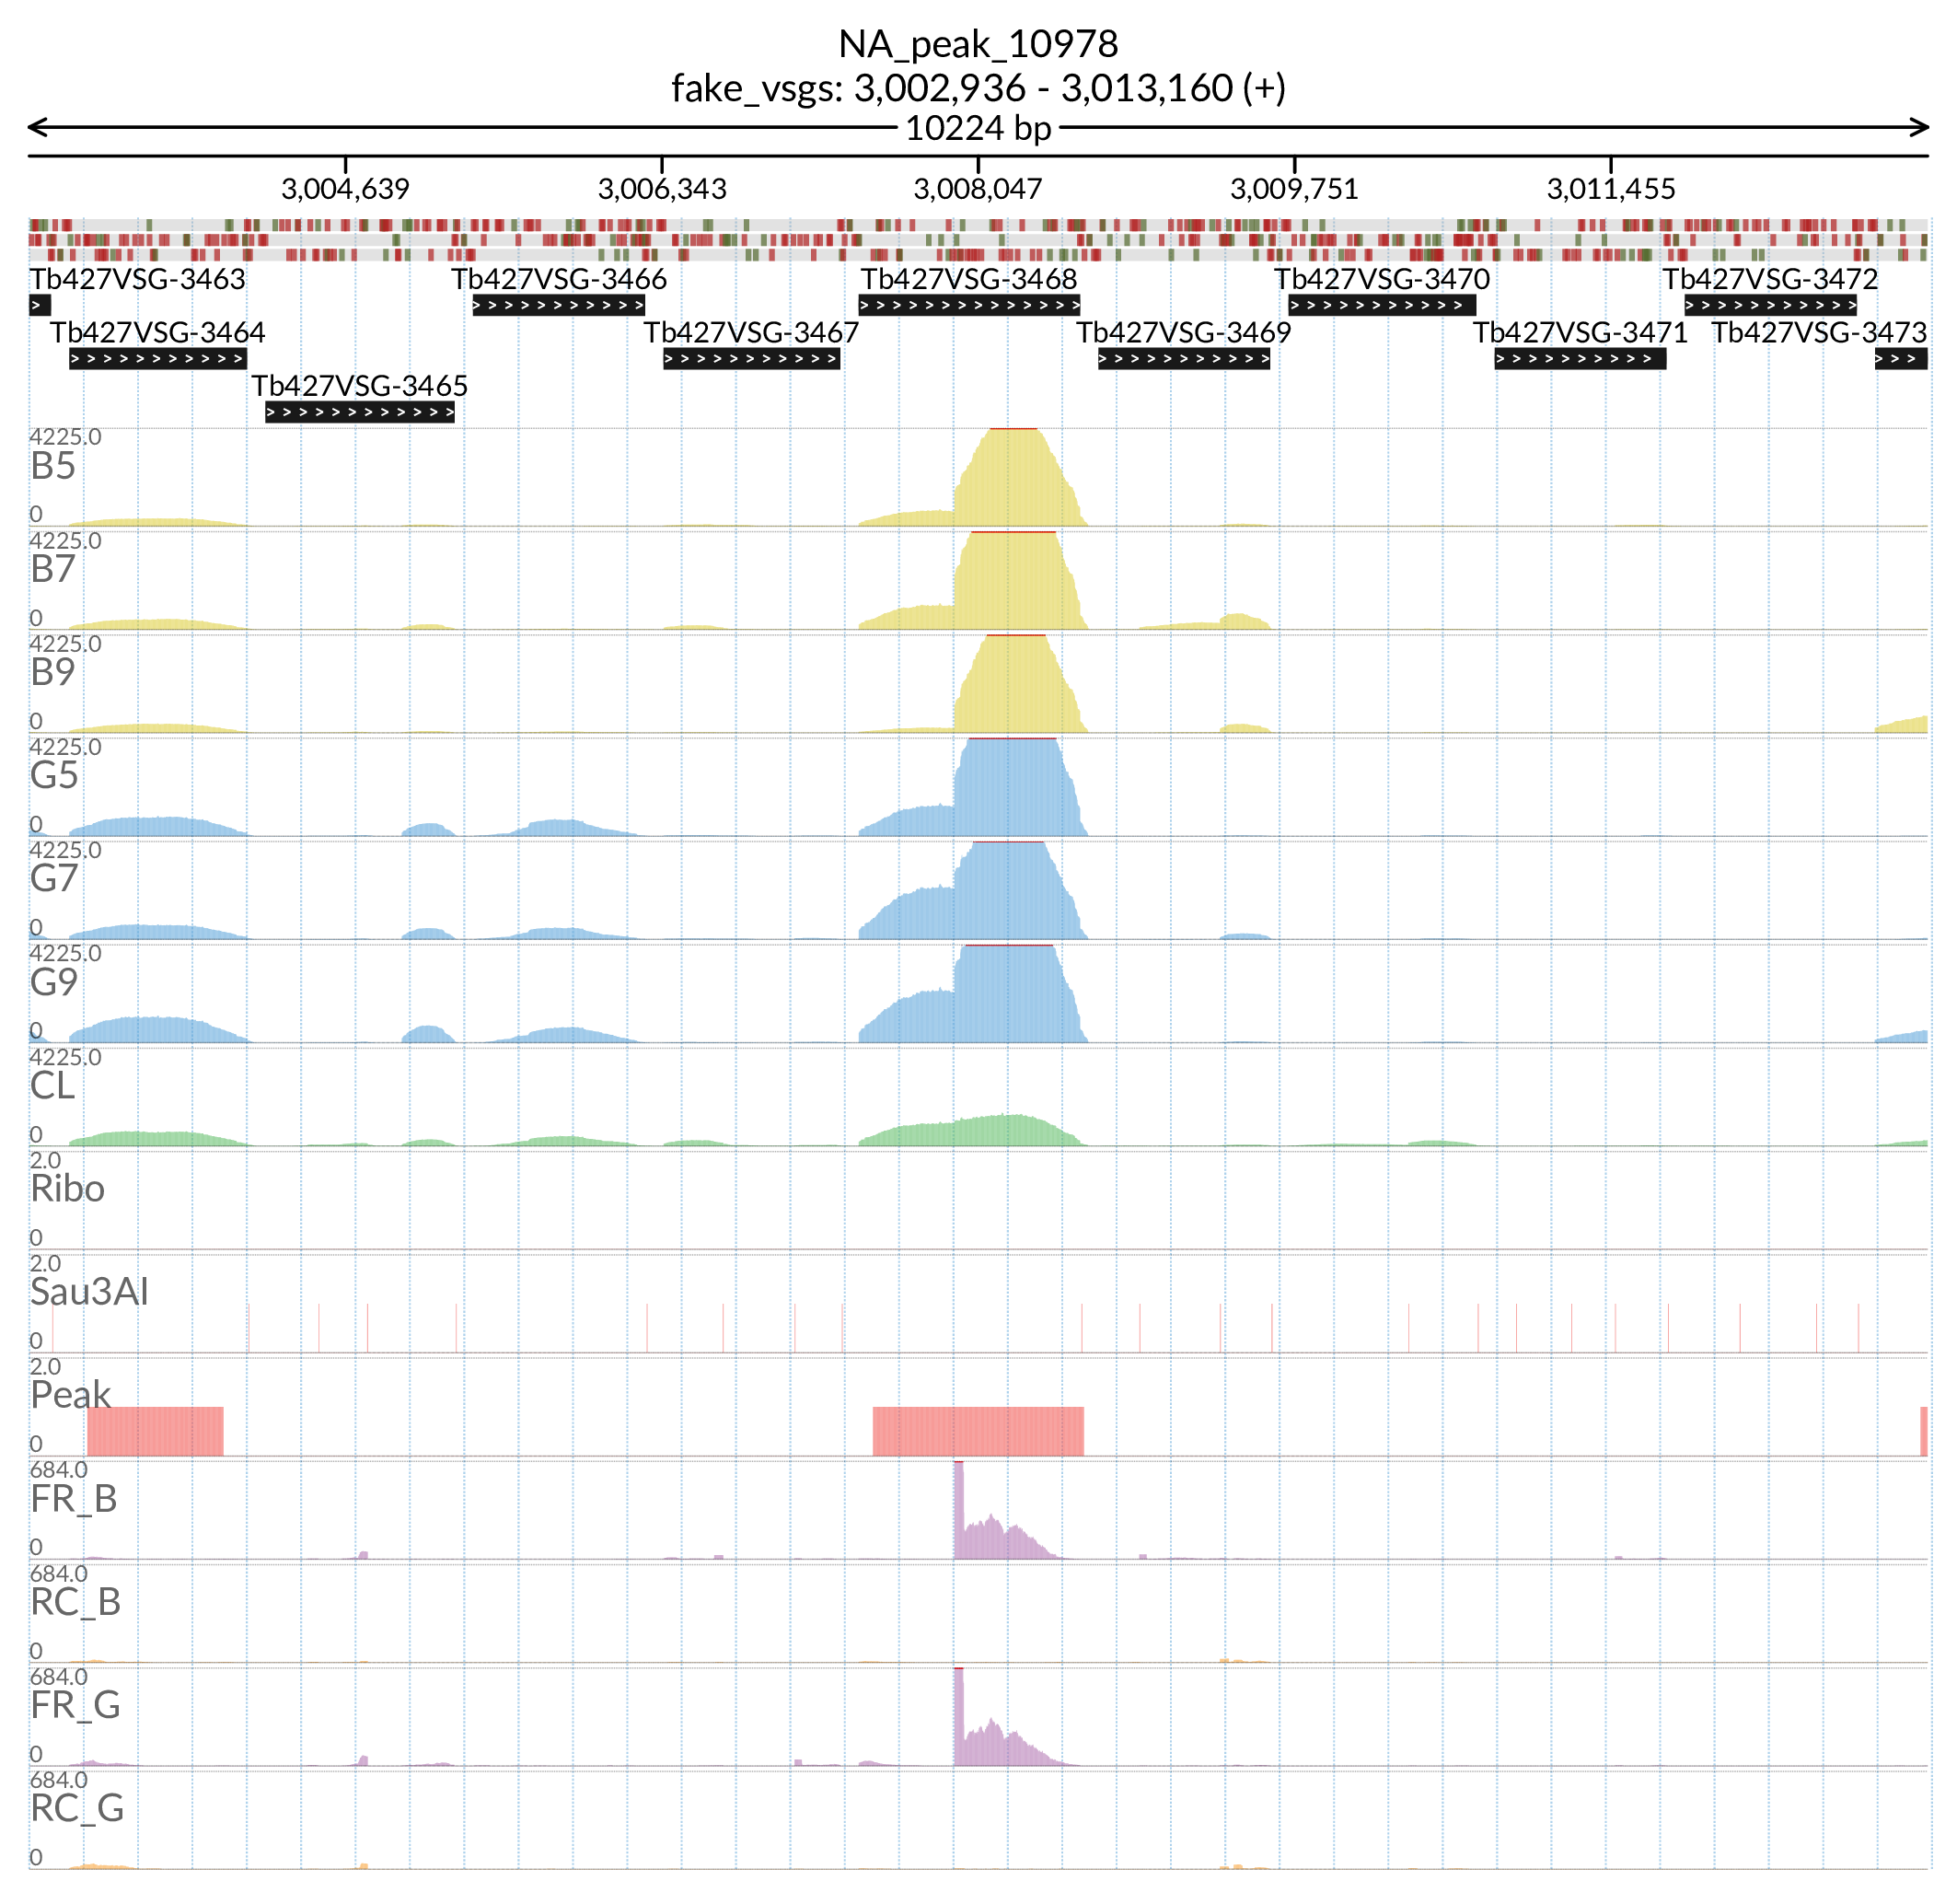 NA_peak_10978
fake_vsgs: 3,002,936 - 3,013,160 (+)
10224 bp
3,004,639 3,006,343 3,008,047 3,009,751 3,011,455
Tb427VSG-3463 Tb427VSG-3466 Tb427VSG-3468 Tb427VSG-3470 Tb427VSG-3472
Tb427VSG-3464 Tb427VSG-3467 Tb427VSG-3469 Tb427VSG-3471 Tb427VSG-3473
Tb427VSG-3465
4225.0
B5
0
4225.0
B7
0
4225.0
B9
0
4225.0
G5
0
4225.0
G7
0
4225.0
G9
0
4225.0
CL
0
2.0
Ribo
0
2.0
Sau3AI
0
2.0
Peak
0
684.0
FR_B
0
684.0
RC_B
0
684.0
FR_G
0
684.0
RC_G
0